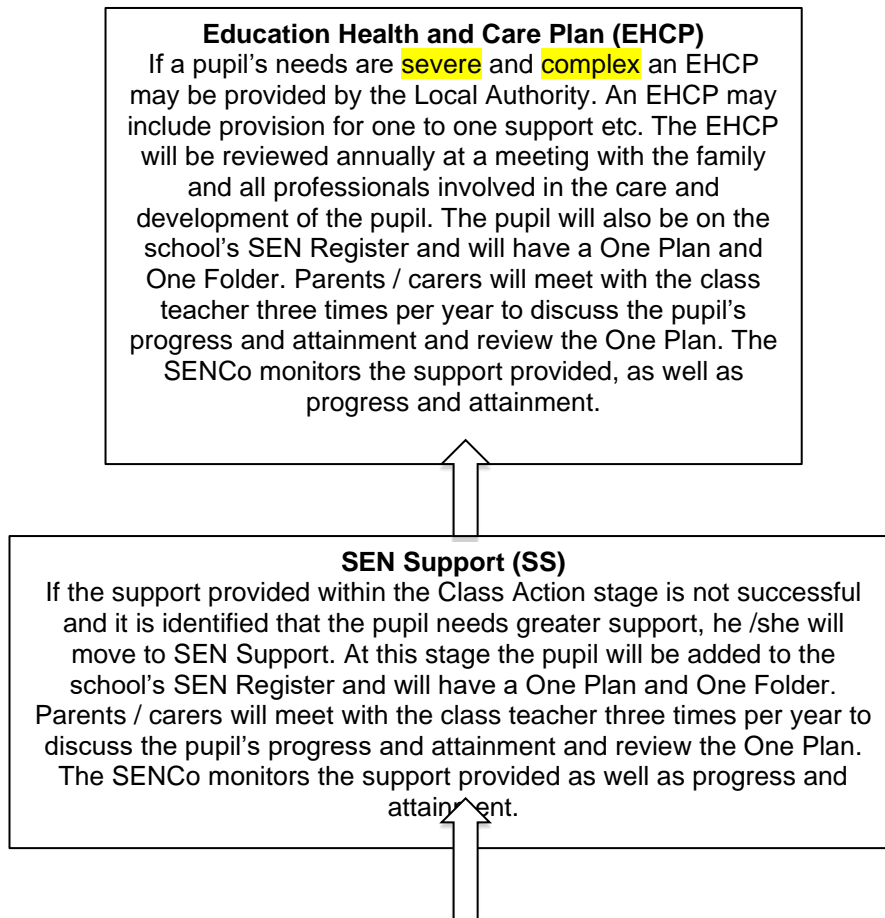 Education Health and Care Plan (EHCP)
If a pupil's needs are severe and complex an EHCP
may be provided by the Local Authority. An EHCP may
include provision for one to one support etc. The EHCP
will be reviewed annually at a meeting with the family
and all professionals involved in the care and
development of the pupil. The pupil will also be on the
school's SEN Register and will have a One Plan and
One Folder. Parents / carers will meet with the class
teacher three times per year to discuss the pupil's
progress and attainment and review the One Plan. The
SENCo monitors the support provided, as well as
progress and attainment.
SEN Support (SS)
If the support provided within the Class Action stage is not successful
and it is identified that the pupil needs greater support, he /she will
move to SEN Support. At this stage the pupil will be added to the
school's SEN Register and will have a One Plan and One Folder.
Parents / carers will meet with the class teacher three times per year to
discuss the pupil's progress and attainment and review the One Plan.
The SENCo monitors the support provided as well as progress and
attainment.